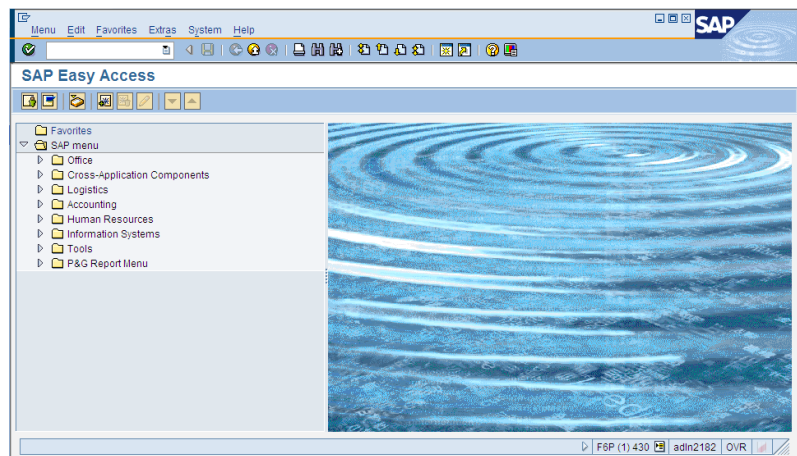 Menu Edit Favorites Extras System Help
SAP
SAP Easy Access
Favorites
SAP menu
Office
Cross-Application Components
Logistics
Accounting
Human Resources
Information Systems
Tools
P&G Report Menu
F6P (1) 430 adln2182 OVR